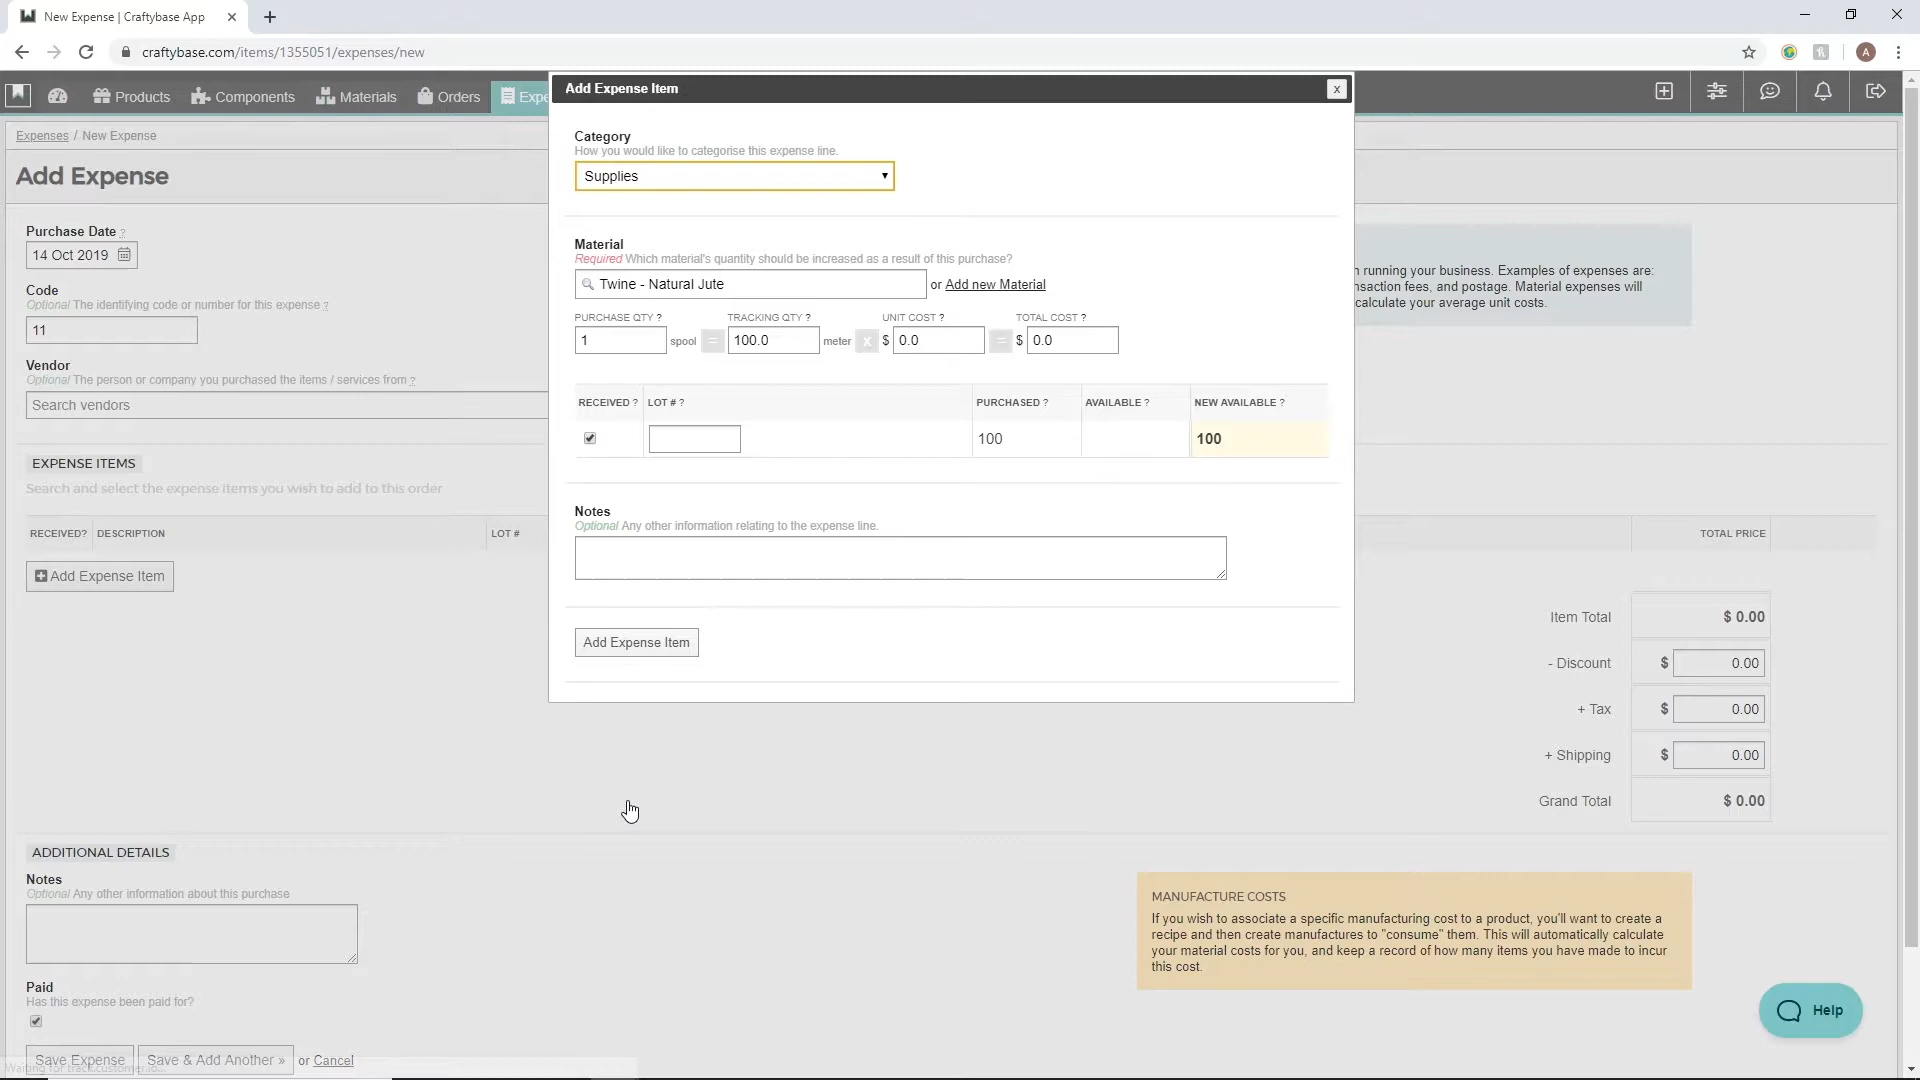 New Expense | Craftybase App
craftybase.com/items/1355051/expenses/new
A
Products
Components
Materials
Orders
Expe
Add Expense Item
x
Expenses / New Expense
Add Expense
Category
How you would like to categorise this expense line.
Supplies
Purchase Date ?
14 Oct 2019
Code
Optional The identifying code or number for this expense ?
11
Vendor
Optional The person or company you purchased the items / services from ?
Search vendors
Material
Required Which material's quantity should be increased as a result of this purchase?
Twine - Natural Jute or Add new Material
PURCHASE QTY ? TRACKING QTY ? UNIT COST ? TOTAL COST ?
1 spool = 100.0 meter x $ 0.0 = $ 0.0
running your business. Examples of expenses are:
nsaction fees, and postage. Material expenses will
calculate your average unit costs.
RECEIVED ? LOT # ? PURCHASED ? AVAILABLE ? NEW AVAILABLE ?
100 100
EXPENSE ITEMS
Search and select the expense items you wish to add to this order
RECEIVED? DESCRIPTION LOT # TOTAL PRICE
Add Expense Item
Notes
Optional Any other information relating to the expense line.
Add Expense Item
Item Total $ 0.00
- Discount $ 0.00
+ Tax $ 0.00
+ Shipping $ 0.00
Grand Total $ 0.00
ADDITIONAL DETAILS
Notes
Optional Any other information about this purchase
MANUFACTURE COSTS
If you wish to associate a specific manufacturing cost to a product, you'll want to create a
recipe and then create manufactures to "consume" them. This will automatically calculate
your material costs for you, and keep a record of how many items you have made to incur
this cost.
Paid
Has this expense been paid for?
Help
Save Expense Save & Add Another » or Cancel
Waiting for track.customer.io...